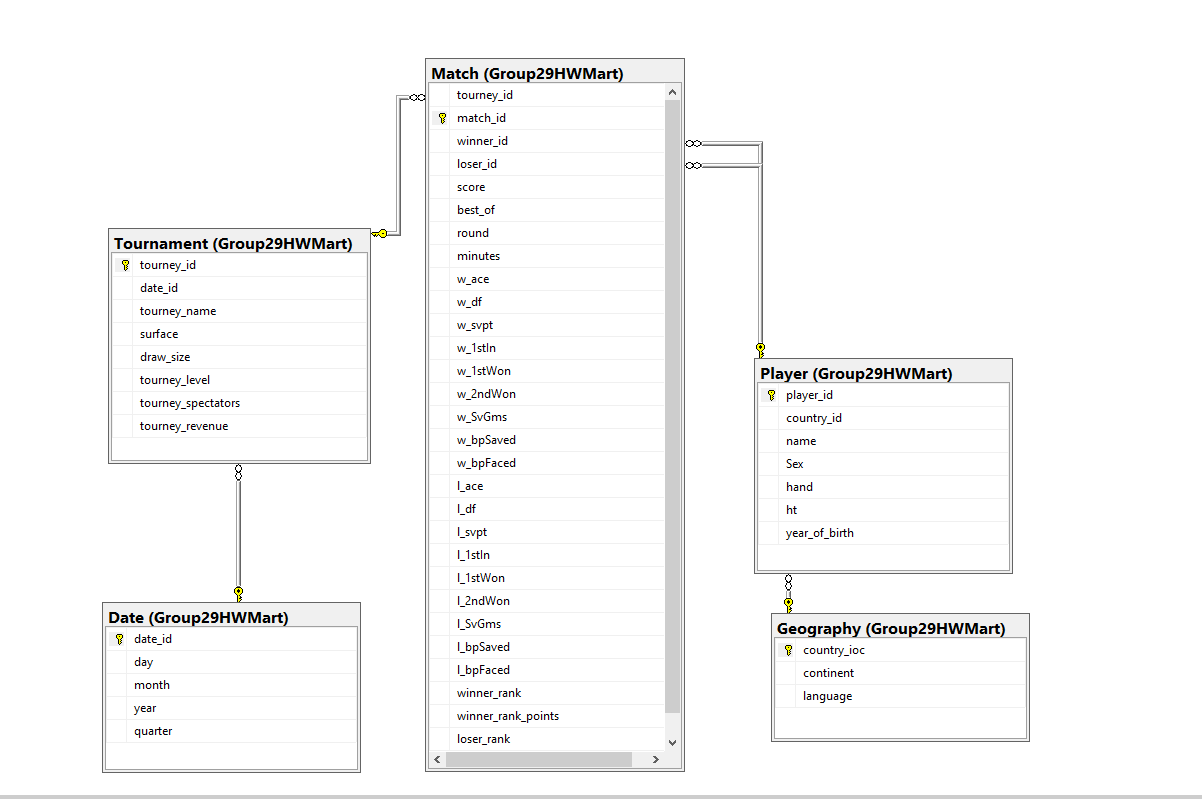 Match (Group29HWMart)
tourney_id
match_id
winner_id
loser_id
score
best_of
round
minutes
w_ace
w_df
w_svpt
w_1stIn
w_1stWon
w_2ndWon
w_SvGms
w_bpSaved
w_bpFaced
l_ace
l_df
l_svpt
l_1stIn
l_1stWon
l_2ndWon
l_SvGms
l_bpSaved
l_bpFaced
winner_rank
winner_rank_points
loser_rank
Tournament (Group29HWMart)
tourney_id
date_id
tourney_name
surface
draw_size
tourney_level
tourney_spectators
tourney_revenue
Date (Group29HWMart)
date_id
day
month
year
quarter
Player (Group29HWMart)
player_id
country_id
name
Sex
hand
ht
year_of_birth
Geography (Group29HWMart)
country_ioc
continent
language